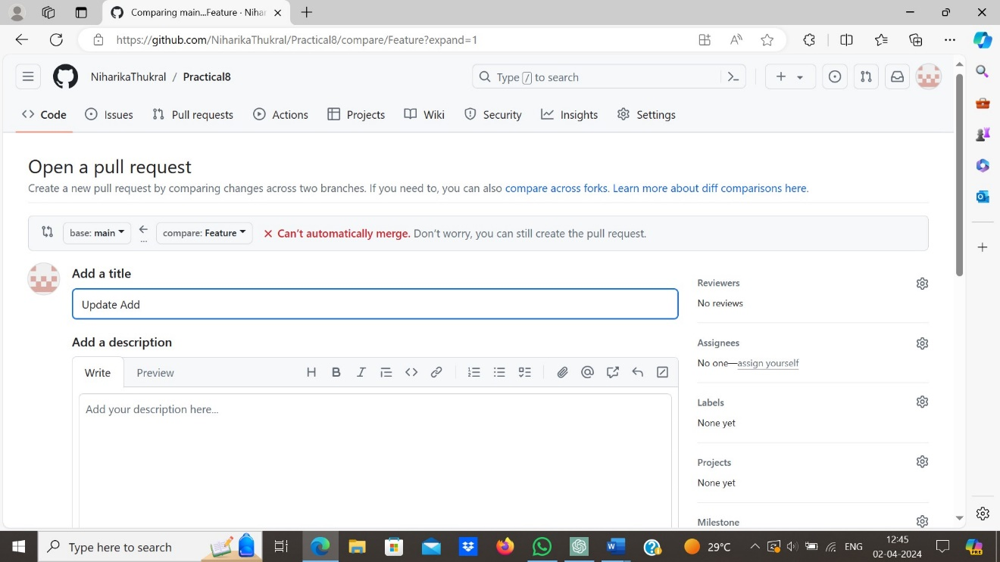 Comparing main...Feature · Nihar
https://github.com/NiharikaThukral/Practical8/compare/Feature?expand=1
NiharikaThukral / Practical8
Type / to search
Code Issues Pull requests Actions Projects Wiki Security Insights Settings
Open a pull request
Create a new pull request by comparing changes across two branches. If you need to, you can also compare across forks. Learn more about diff comparisons here.
base: main compare: Feature Can't automatically merge. Don't worry, you can still create the pull request.
Add a title
Update Add
Add a description
Write Preview
Add your description here...
Reviewers
No reviews
Assignees
No one—assign yourself
Labels
None yet
Projects
None yet
Milestone
Type here to search
29°C
ENG
12:45
02-04-2024